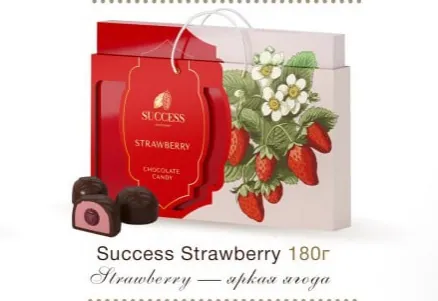 SUCCESS
STRAWBERRY
CHOCOLATE
CANDY
Success Strawberry 180г
Strawberry — яркая ягода